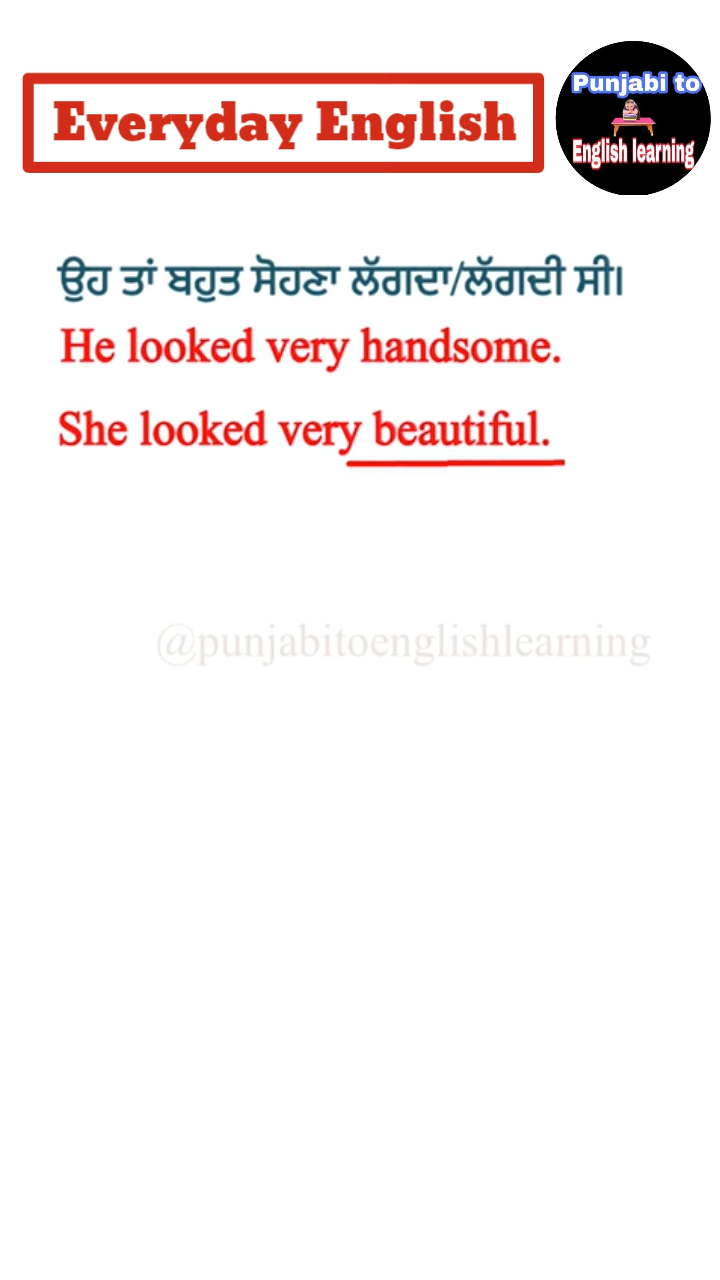 Everyday English
Punjabi to
English learning
ਉਹ ਤਾਂ ਬਹੁਤ ਸੋਹਣਾ ਲੱਗਦਾ/ਲੱਗਦੀ ਸੀ।
He looked very handsome.
She looked very beautiful.
@punjabitoenglishlearning